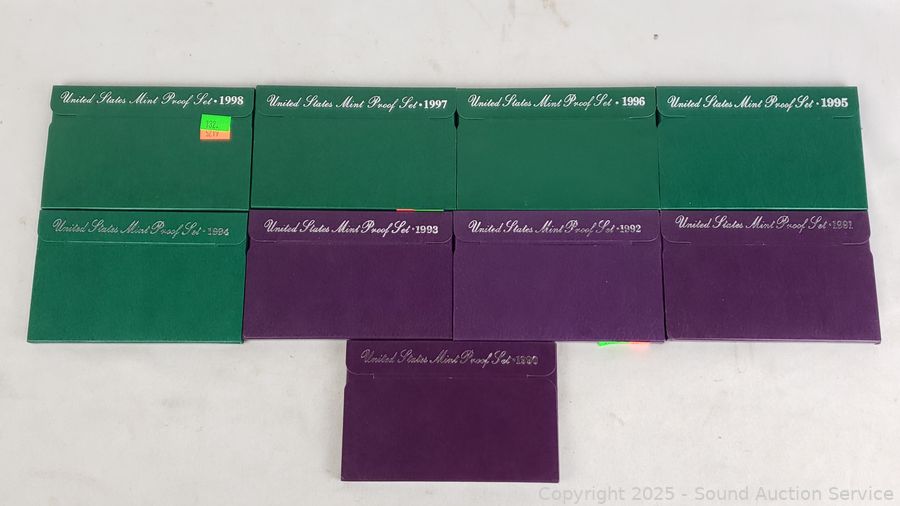 United States Mint Proof Set • 1998
United States Mint Proof Set • 1997
United States Mint Proof Set • 1996
United States Mint Proof Set • 1995
132
United States Mint Proof Set • 1994
United States Mint Proof Set • 1993
United States Mint Proof Set • 1992
United States Mint Proof Set • 1991
United States Mint Proof Set • 1990
Copyright © 2025 - Sound Auction Service